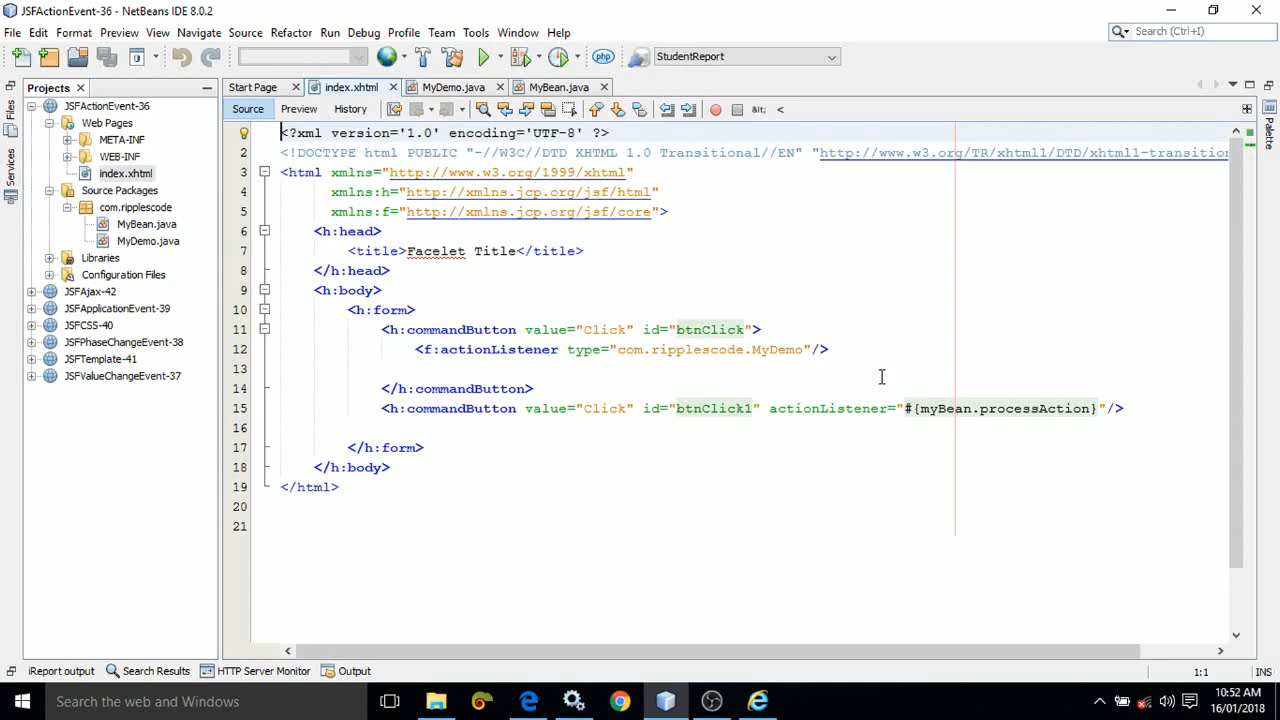 JSFActionEvent-36 - NetBeans IDE 8.0.2
File Edit Format Preview View Navigate Source Refactor Run Debug Profile Team Tools Window Help
Search (Ctrl+I)
php StudentReport
Projects
Start Page index.xhtml MyDemo.java MyBean.java
Source Preview History
Files
Services
Palette
JSFActionEvent-36
Web Pages
META-INF
WEB-INF
index.xhtml
Source Packages
com.ripplescode
MyBean.java
MyDemo.java
Libraries
Configuration Files
JSFAjax-42
JSFApplicationEvent-39
JSFCSS-40
JSFPhaseChangeEvent-38
JSFTemplate-41
JSFValueChangeEvent-37
1 <?xml version='1.0' encoding='UTF-8' ?>
2 <!DOCTYPE html PUBLIC "-//W3C//DTD XHTML 1.0 Transitional//EN" "http://www.w3.org/TR/xhtml1/DTD/xhtml1-transition
3 <html xmlns="http://www.w3.org/1999/xhtml"
4 xmlns:h="http://xmlns.jcp.org/jsf/html"
5 xmlns:f="http://xmlns.jcp.org/jsf/core">
6 <h:head>
7 <title>Facelet Title</title>
8 </h:head>
9 <h:body>
10 <h:form>
11 <h:commandButton value="Click" id="btnClick">
12 <f:actionListener type="com.ripplescode.MyDemo"/>
13
14 </h:commandButton>
15 <h:commandButton value="Click" id="btnClick1" actionListener="#{myBean.processAction}"/>
16
17 </h:form>
18 </h:body>
19 </html>
20
21
iReport output Search Results HTTP Server Monitor Output
1:1 INS
Search the web and Windows
10:52 AM
16/01/2018